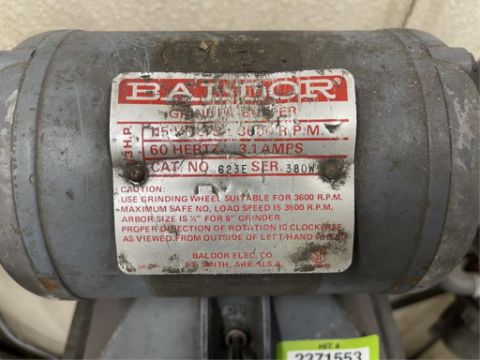 BALDOR
GRINDER-BUFFER
115 VOLTS 3600 R.P.M.
60 HERTZ 3.1 AMPS
CAT. NO. 623E SER. 380W
CAUTION:
USE GRINDING WHEEL SUITABLE FOR 3600 R.P.M.
MAXIMUM SAFE NO. LOAD SPEED IS 3600 R.P.M.
ARBOR SIZE IS ½" FOR 6" GRINDER.
PROPER DIRECTION OF ROTATION IS CLOCKWISE
AS VIEWED FROM OUTSIDE OF LEFT HAND WHEEL
BALDOR ELEC. CO
FT. SMITH, ARK. U.S.A.
LOT #
2371553